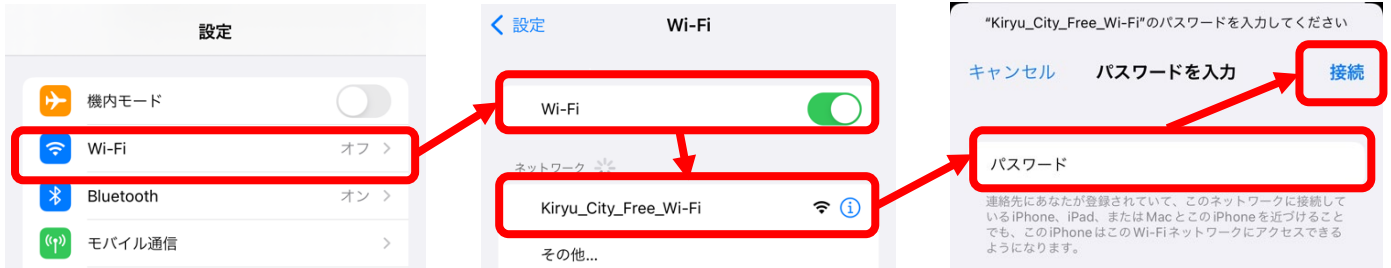 設定
機内モード
Wi-Fi オフ
Bluetooth オン
モバイル通信
設定 Wi-Fi
Wi-Fi
ネットワーク
Kiryu_City_Free_Wi-Fi
その他...
“Kiryu_City_Free_Wi-Fi”のパスワードを入力してください
キャンセル パスワードを入力 接続
パスワード
連絡先にあなたが登録されていて、このネットワークに接続して
いるiPhone、iPad、またはMacとこのiPhoneを近づけること
でも、このiPhoneはこのWi-Fiネットワークにアクセスできる
ようになります。